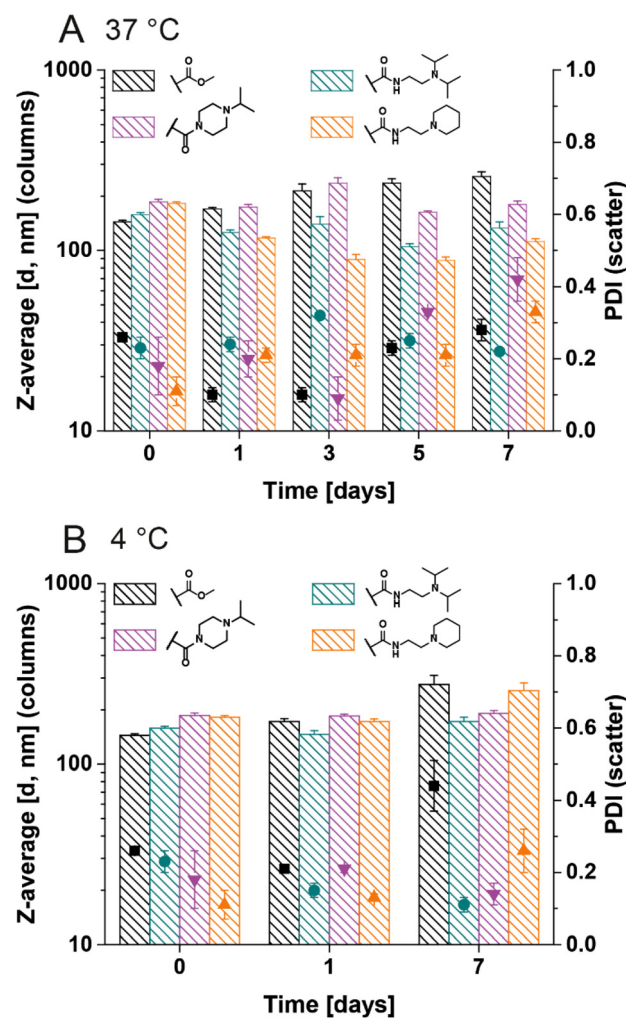 A 37 °C
1000
100
10
Z-average [d, nm] (columns)
1.0
0.8
0.6
0.4
0.2
0.0
PDI (scatter)
O
O
N
N
O
O
N
H
N
O
N
H
N
0 1 3 5 7
Time [days]
B 4 °C
1000
100
10
Z-average [d, nm] (columns)
1.0
0.8
0.6
0.4
0.2
0.0
PDI (scatter)
O
O
N
N
O
O
N
H
N
O
N
H
N
0 1 7
Time [days]